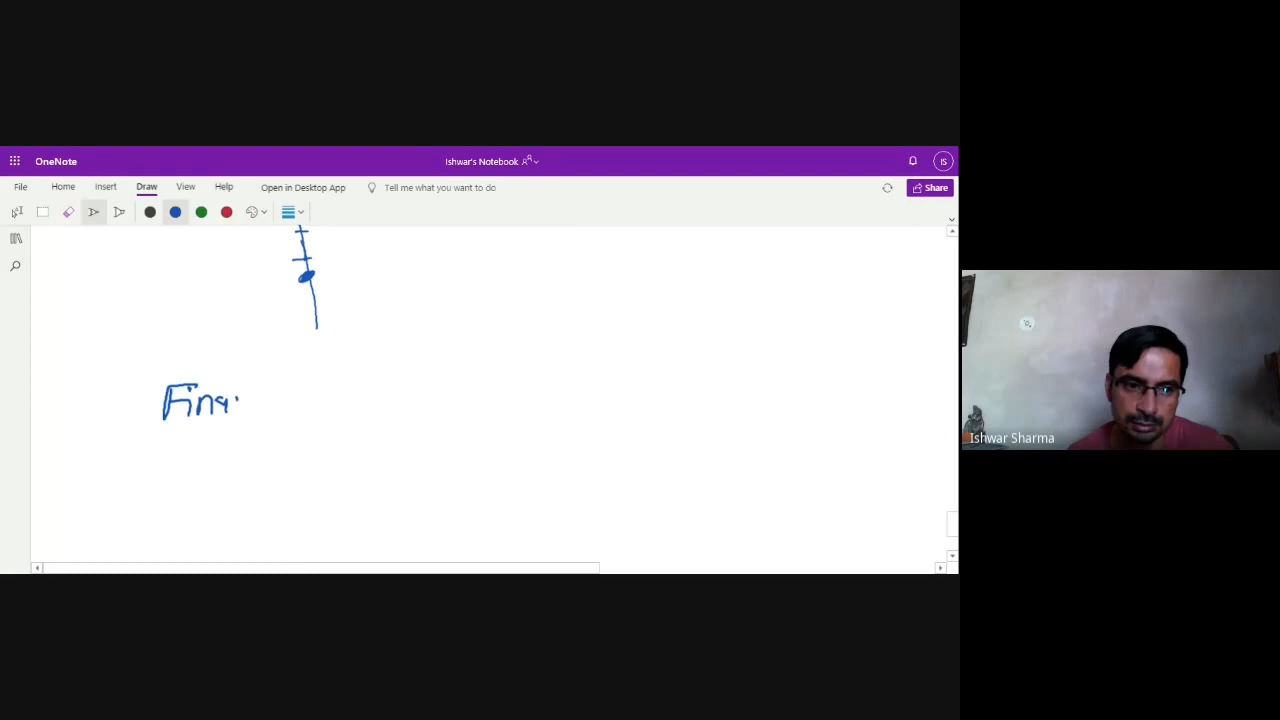 OneNote
Ishwar's Notebook
IS
File Home Insert Draw View Help Open in Desktop App Tell me what you want to do
Share
Fina
Ishwar Sharma